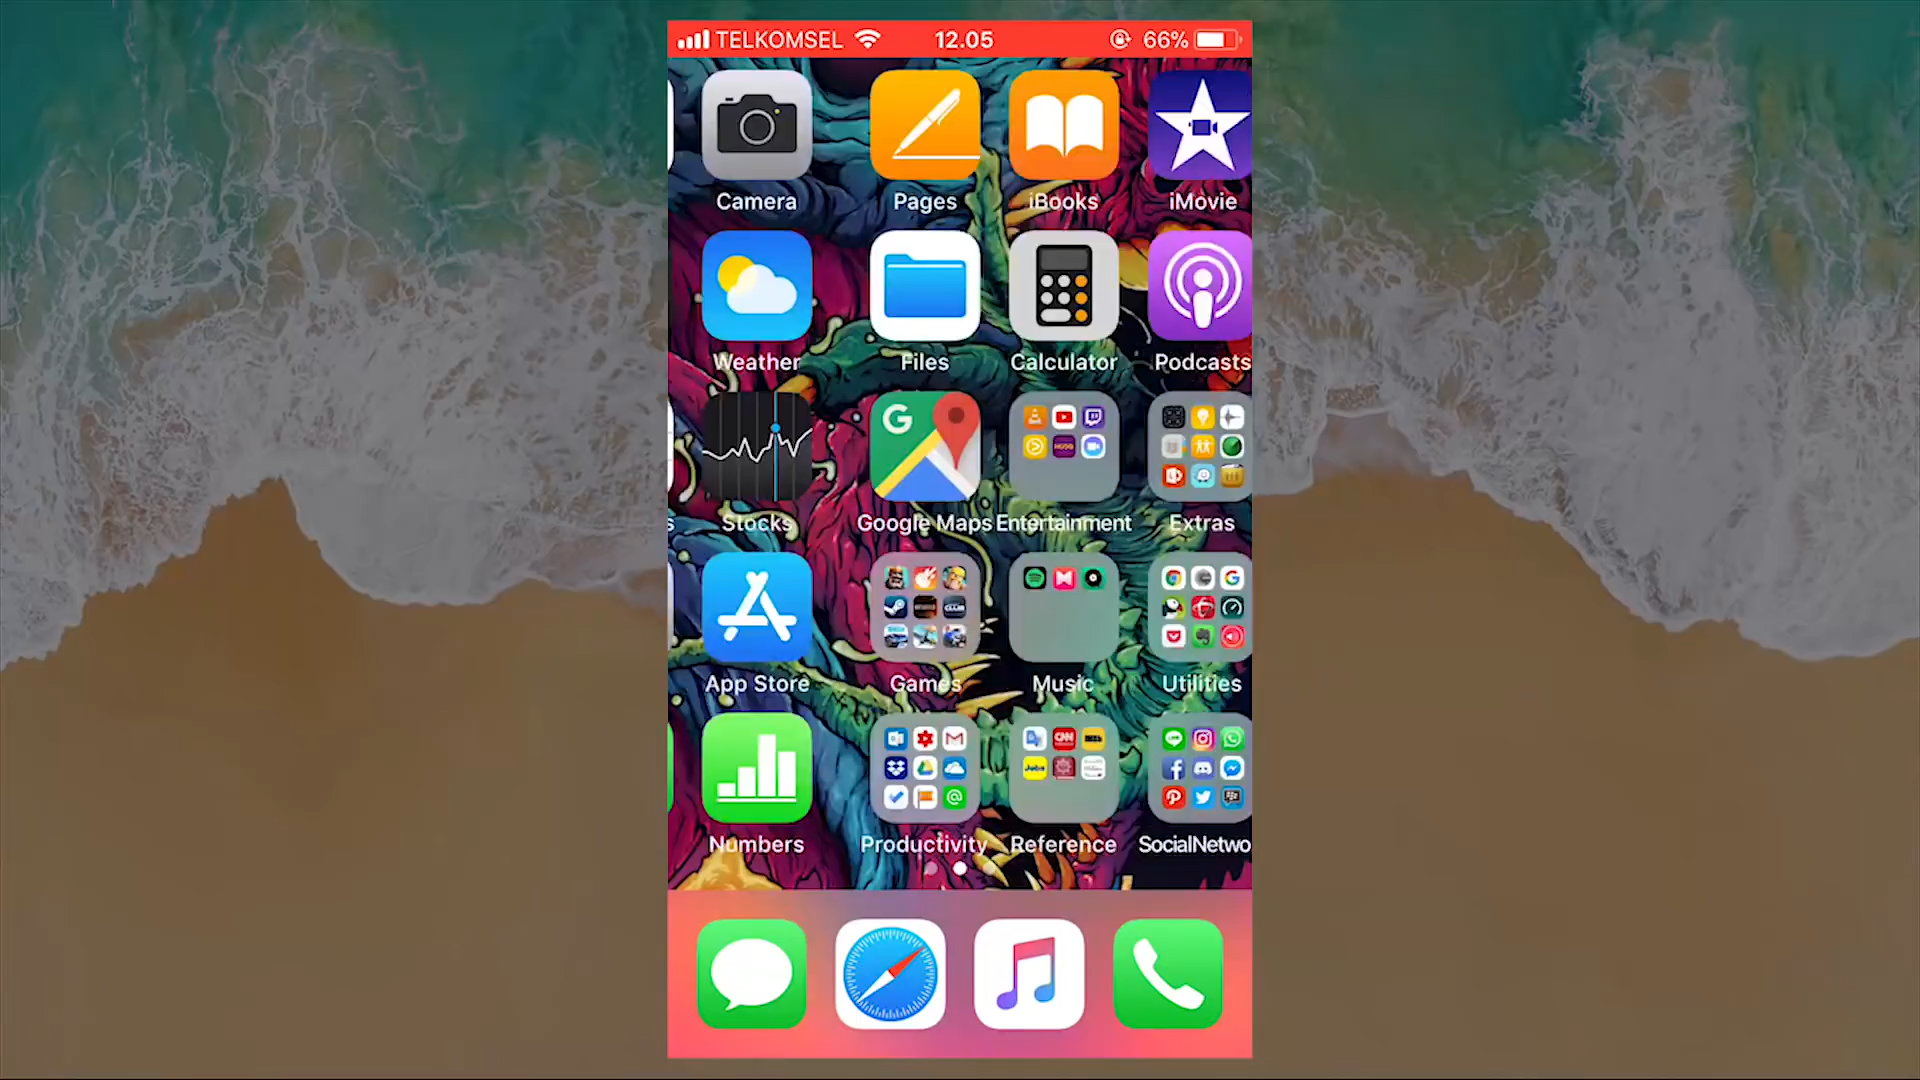 TELKOMSEL 12.05 66%
Camera Pages iBooks iMovie
Weather Files Calculator Podcasts
Stocks Google Maps Entertainment Extras
App Store Games Music Utilities
Numbers Productivity Reference SocialNetwo